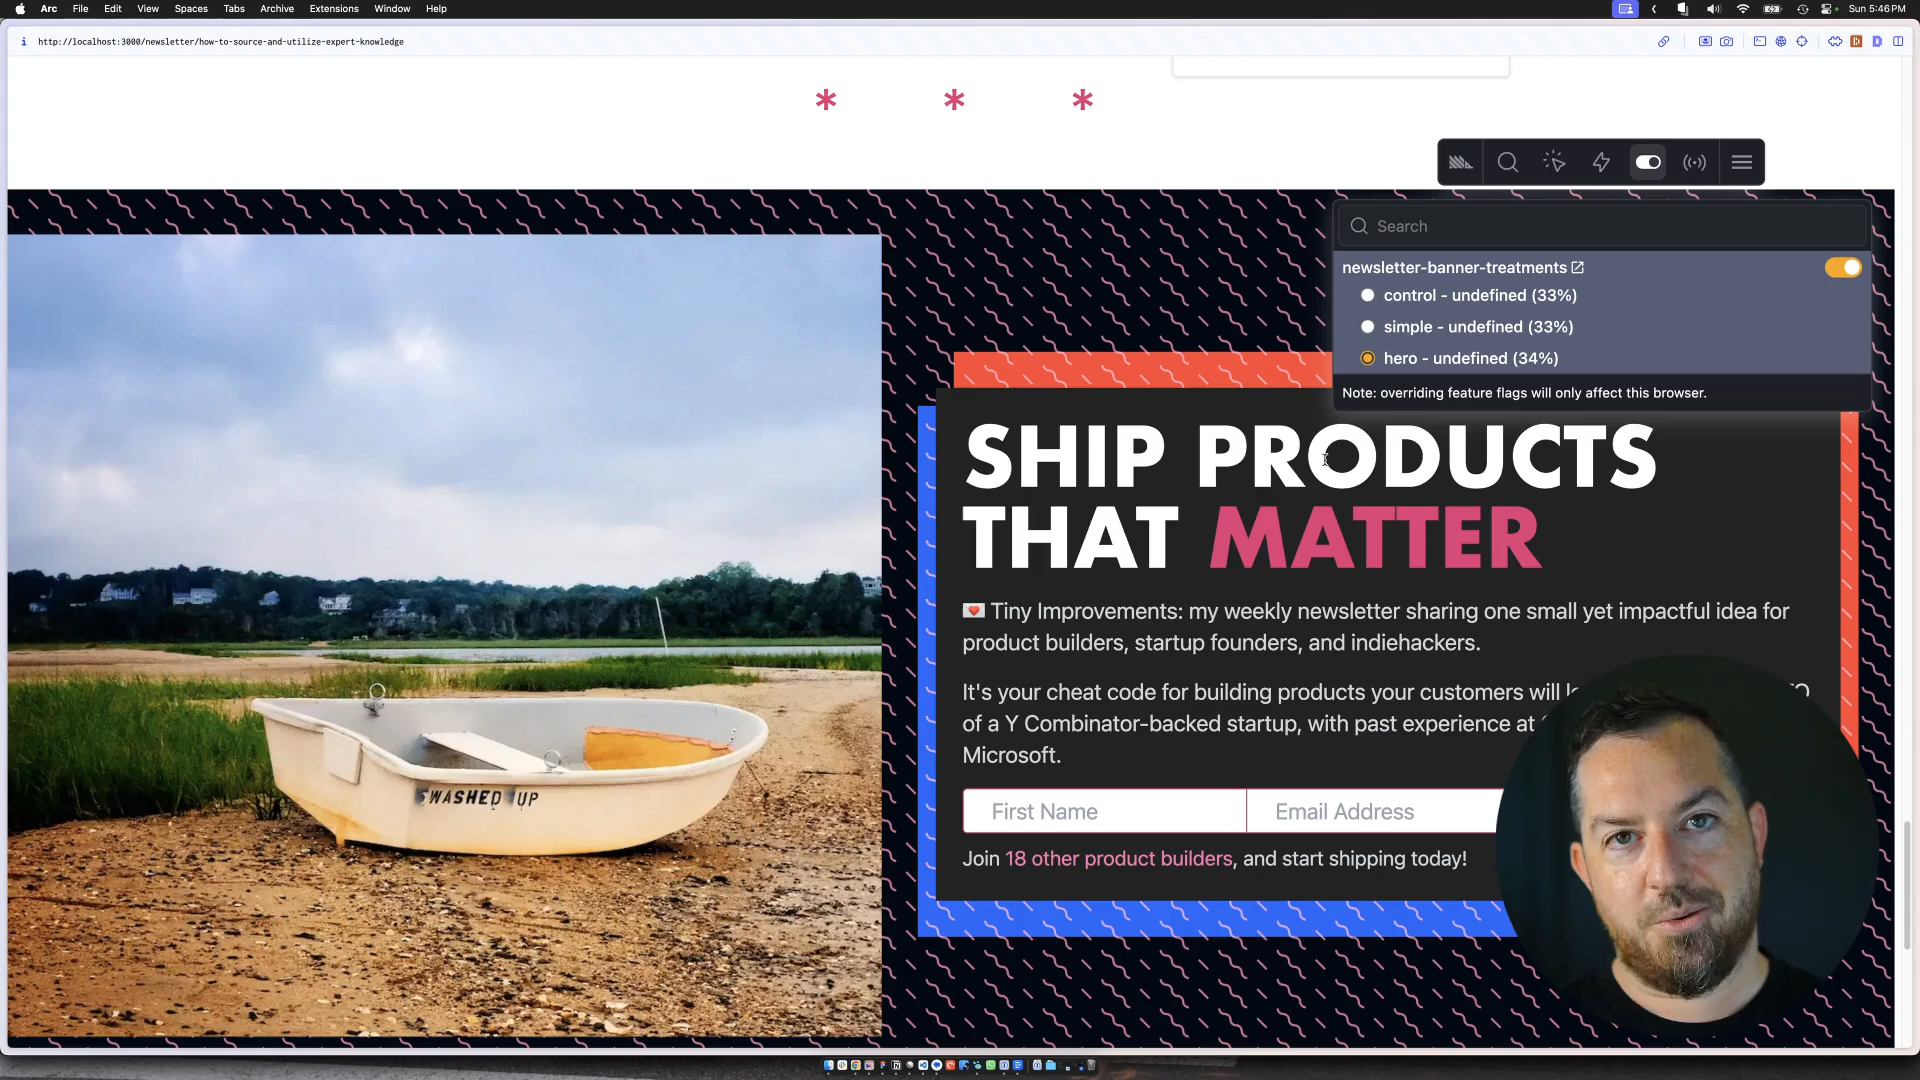 Arc File Edit View Spaces Tabs Archive Extensions Window Help Sun 5:46 PM
http://localhost:3000/newsletter/how-to-source-and-utilize-expert-knowledge
* * *
Search
newsletter-banner-treatments
control - undefined (33%)
simple - undefined (33%)
hero - undefined (34%)
Note: overriding feature flags will only affect this browser.
SHIP PRODUCTS
THAT MATTER
💌 Tiny Improvements: my weekly newsletter sharing one small yet impactful idea for
product builders, startup founders, and indiehackers.
It's your cheat code for building products your customers will
of a Y Combinator-backed startup, with past experience at
Microsoft.
First Name Email Address
Join 18 other product builders, and start shipping today!
WASHED UP